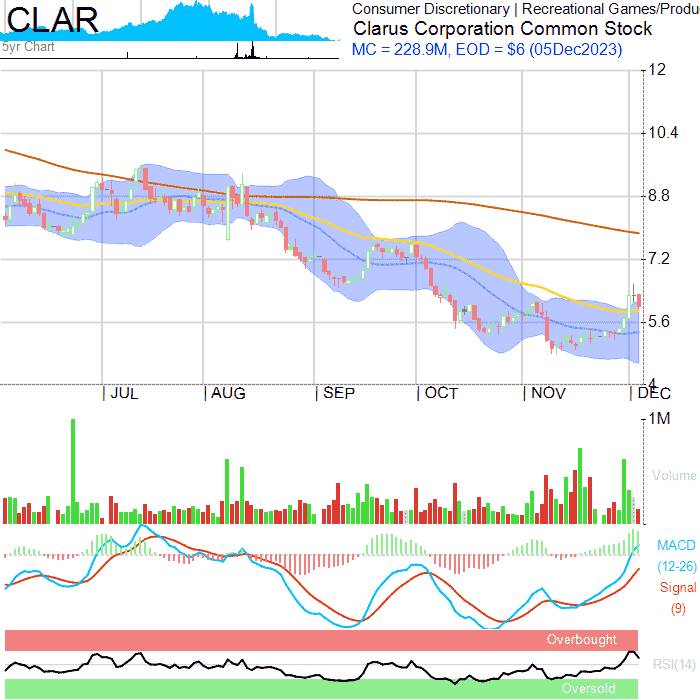 CLAR
5yr Chart
Consumer Discretionary | Recreational Games/Produ
Clarus Corporation Common Stock
MC = 228.9M, EOD = $6 (05Dec2023)
12
10.4
8.8
7.2
5.6
4
JUL AUG SEP OCT NOV DEC
1M
Volume
MACD
(12-26)
Signal
(9)
Overbought
RSI(14)
Oversold